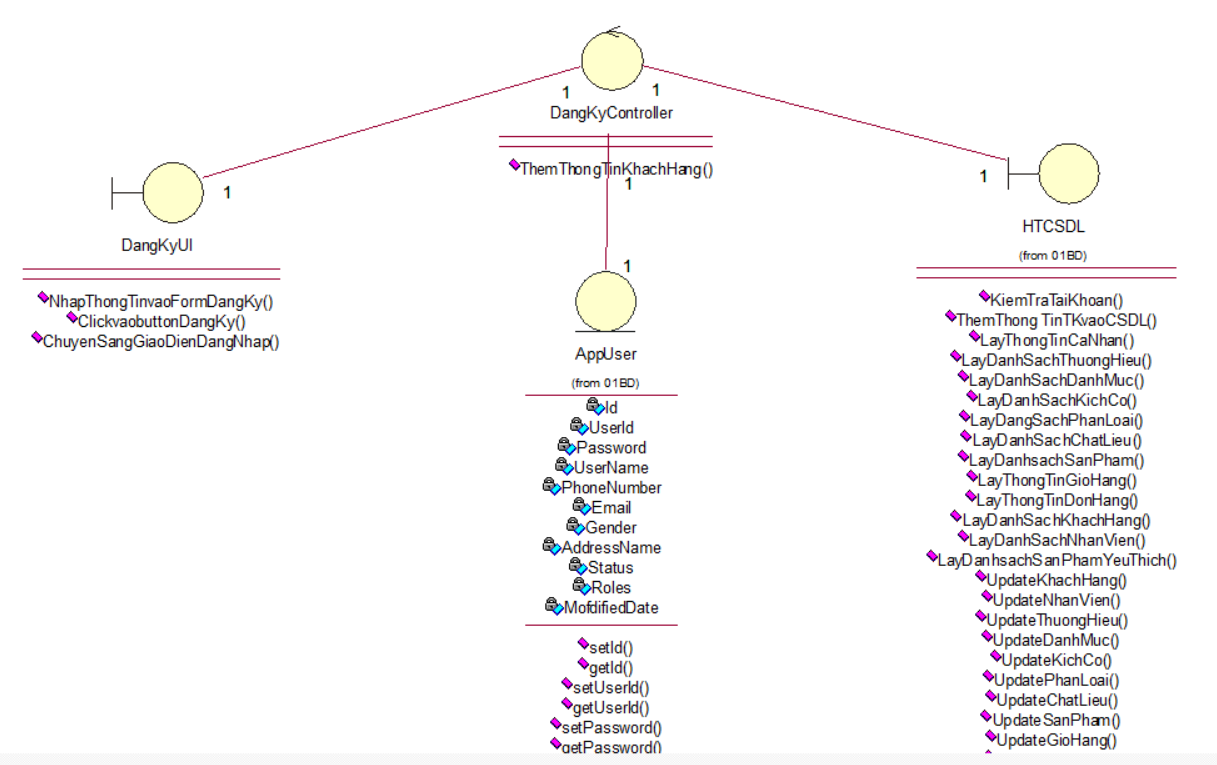 1
1
DangKyController
ThemThongTinKhachHang()
1
1
DangKyUI
NhapThongTinvaoFormDangKy()
ClickvaobuttonDangKy()
ChuyenSangGiaoDienDangNhap()
1
AppUser
(from 01BD)
Id
UserId
Password
UserName
PhoneNumber
Email
Gender
AddressName
Status
Roles
MofdifiedDate
setId()
getId()
setUserId()
getUserId()
setPassword()
getPassword()
1
HTCSDL
(from 01BD)
KiemTraTaiKhoan()
ThemThong TinTKvaoCSDL()
LayThongTinCaNhan()
LayDanhSachThuongHieu()
LayDanhSachDanhMuc()
LayDanhSachKichCo()
LayDangSachPhanLoai()
LayDanhSachChatLieu()
LayDanhsachSanPham()
LayThongTinGioHang()
LayThongTinDonHang()
LayDanhSachKhachHang()
LayDanhSachNhanVien()
LayDanhsachSanPhamYeuThich()
UpdateKhachHang()
UpdateNhanVien()
UpdateThuongHieu()
UpdateDanhMuc()
UpdateKichCo()
UpdatePhanLoai()
UpdateChatLieu()
UpdateSanPham()
UpdateGioHang()